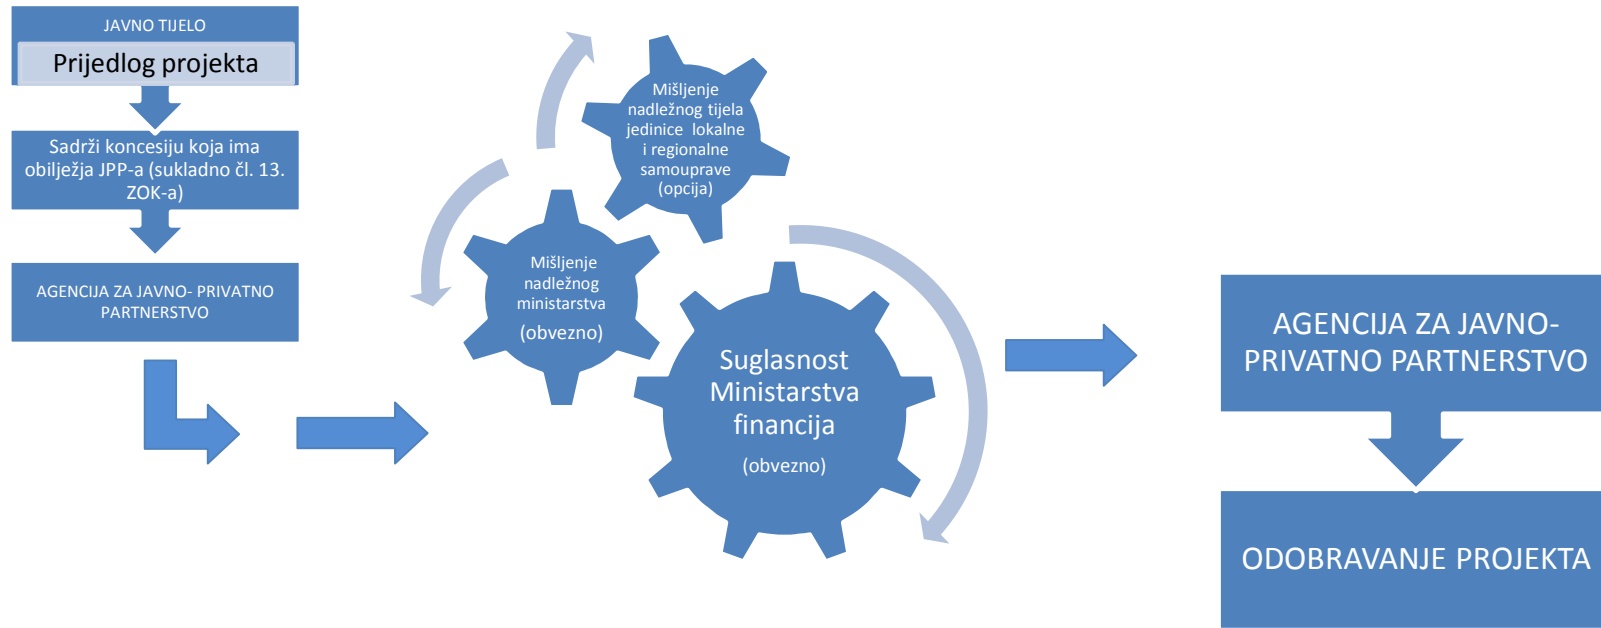 JAVNO TIJELO
Prijedlog projekta
Sadrži koncesiju koja ima
obilježja JPP-a (sukladno čl. 13.
ZOK-a)
AGENCIJA ZA JAVNO- PRIVATNO
PARTNERSTVO
Mišljenje
nadležnog tijela
jedinice lokalne
i regionalne
samouprave
(opcija)
Mišljenje
nadležnog
ministarstva
(obvezno)
Suglasnost
Ministarstva
financija
(obvezno)
AGENCIJA ZA JAVNO-
PRIVATNO PARTNERSTVO
ODOBRAVANJE PROJEKTA